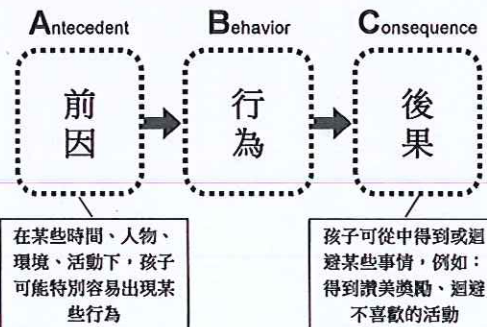 Antecedent
Behavior
Consequence
前
因
行
為
後
果
在某些時間、人物、
環境、活動下，孩子
可能特別容易出現某
些行為
孩子可從中得到或迴
避某些事情，例如：
得到讚美獎勵、迴避
不喜歡的活動